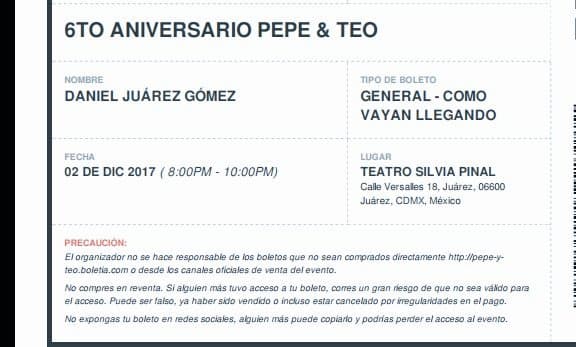 6TO ANIVERSARIO PEPE & TEO
NOMBRE
DANIEL JUÁREZ GÓMEZ
TIPO DE BOLETO
GENERAL - COMO
VAYAN LLEGANDO
FECHA
02 DE DIC 2017 ( 8:00PM - 10:00PM)
LUGAR
TEATRO SILVIA PINAL
Calle Versalles 18, Juárez, 06600
Juárez, CDMX, México
PRECAUCIÓN:
El organizador no se hace responsable de los boletos que no sean comprados directamente http://pepe-y-
teo.boletia.com o desde los canales oficiales de venta del evento.
No compres en reventa. Si alguien más tuvo acceso a tu boleto, corres un gran riesgo de que no sea válido para
el acceso. Puede ser falso, ya haber sido vendido o incluso estar cancelado por irregularidades en el pago.
No expongas tu boleto en redes sociales, alguien más puede copiarlo y podrías perder el acceso al evento.